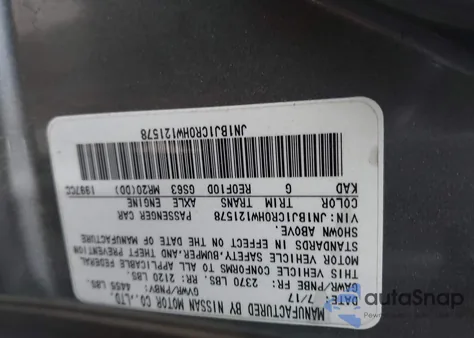 MANUFACTURED BY NISSAN MOTOR CO.,LTD.
DATE: 7/17 GVWR/PNBV: 4455 LBS.
GAWR/PNBE FR: 2370 LBS. RR: 2120 LBS.
THIS VEHICLE CONFORMS TO ALL APPLICABLE FEDERAL
MOTOR VEHICLE SAFETY, BUMPER, AND THEFT PREVENTION
STANDARDS IN EFFECT ON THE DATE OF MANUFACTURE
SHOWN ABOVE.
VIN: JN1BJ1CR0HW121578 PASSENGER CAR
COLOR TRIM TRANS AXLE ENGINE
KAD G RE0F10D GS63 MR20(DD) 1997CC
JN1BJ1CR0HW121578
autoSnap